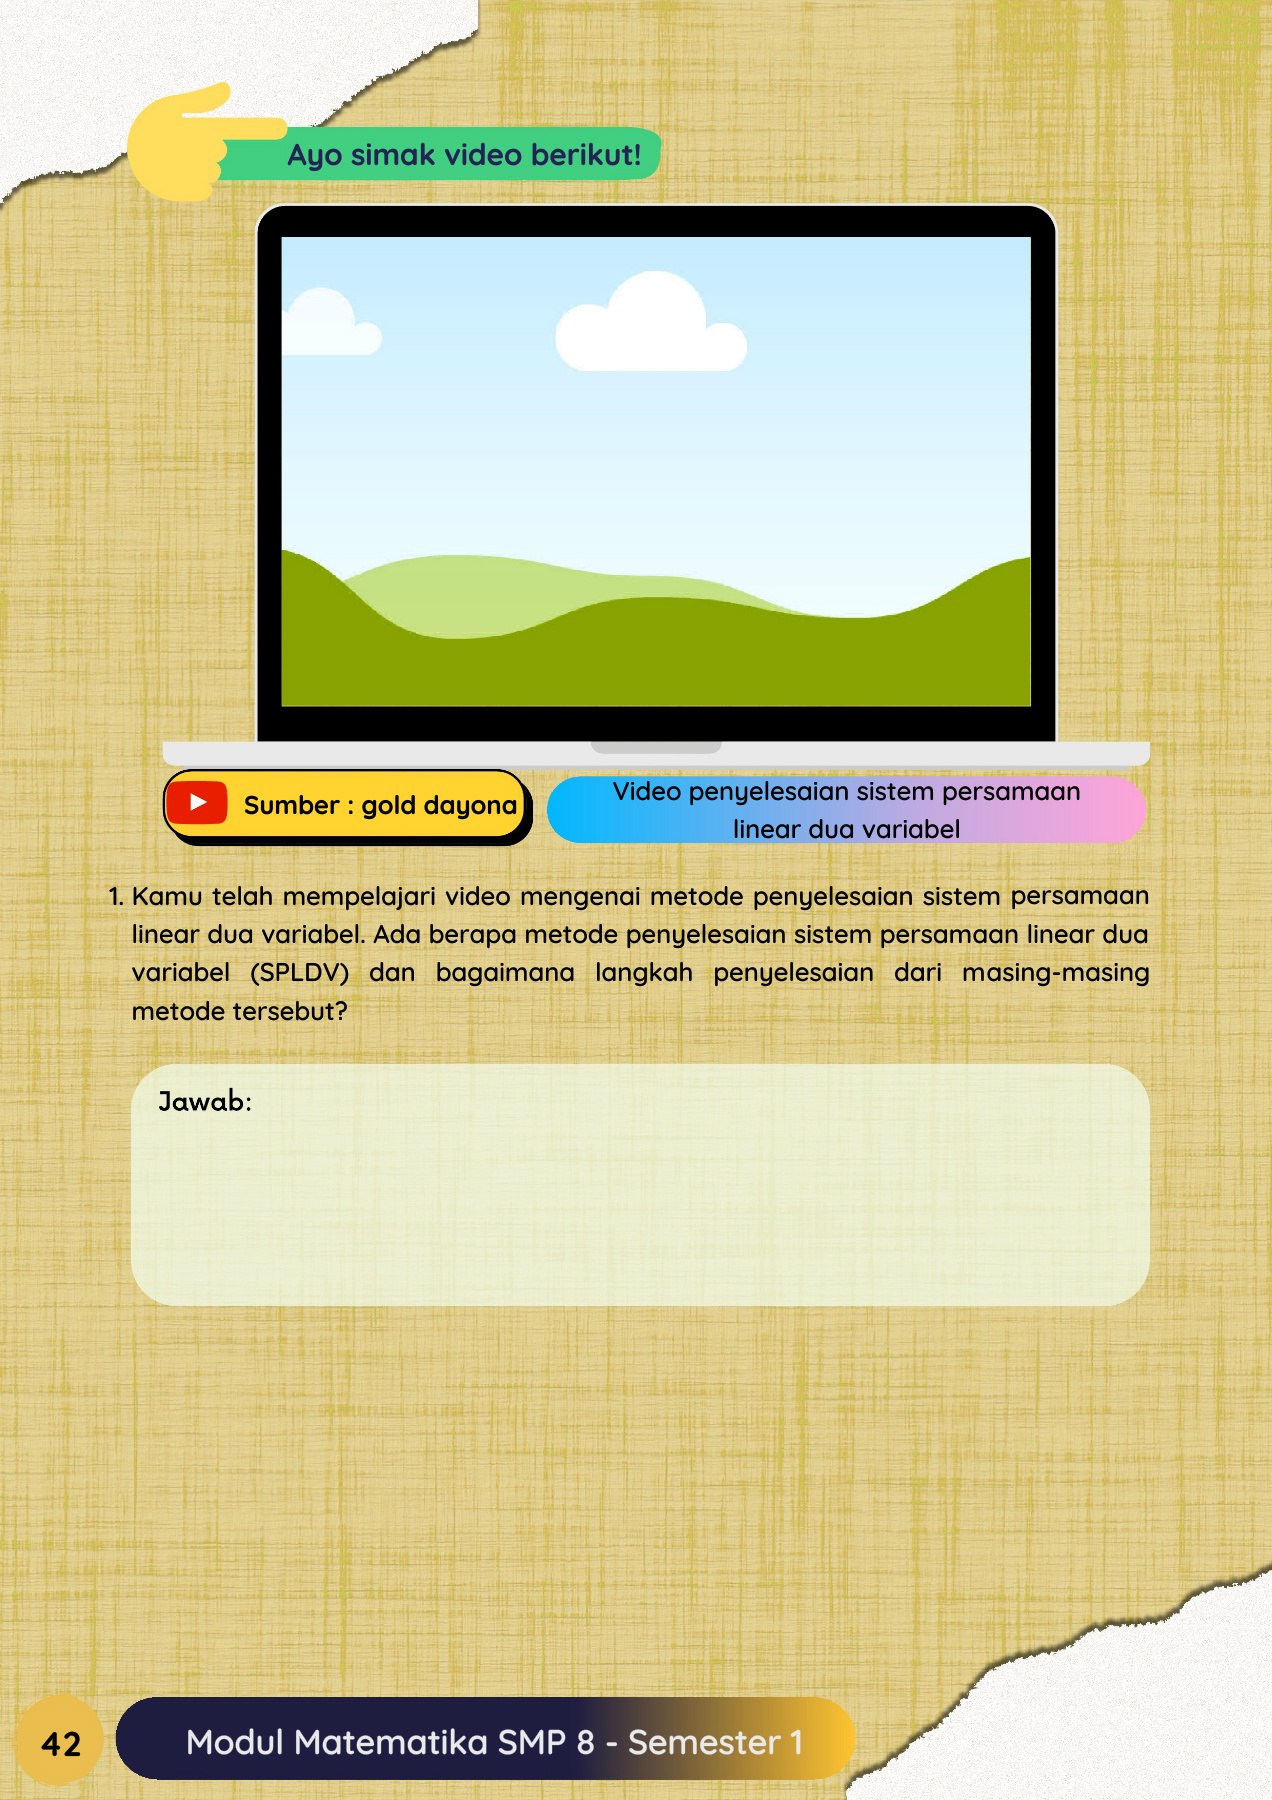 Ayo simak video berikut!
Sumber : gold dayona
Video penyelesaian sistem persamaan
linear dua variabel
1. Kamu telah mempelajari video mengenai metode penyelesaian sistem persamaan
linear dua variabel. Ada berapa metode penyelesaian sistem persamaan linear dua
variabel (SPLDV) dan bagaimana langkah penyelesaian dari masing-masing
metode tersebut?
Jawab:
42
Modul Matematika SMP 8 - Semester 1